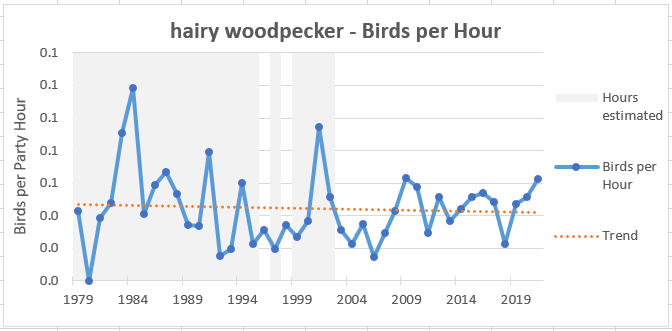 hairy woodpecker - Birds per Hour
Birds per Party Hour
0.1
0.1
0.1
0.1
0.1
0.0
0.0
0.0
1979 1984 1989 1994 1999 2004 2009 2014 2019
Hours
estimated
Birds per
Hour
Trend